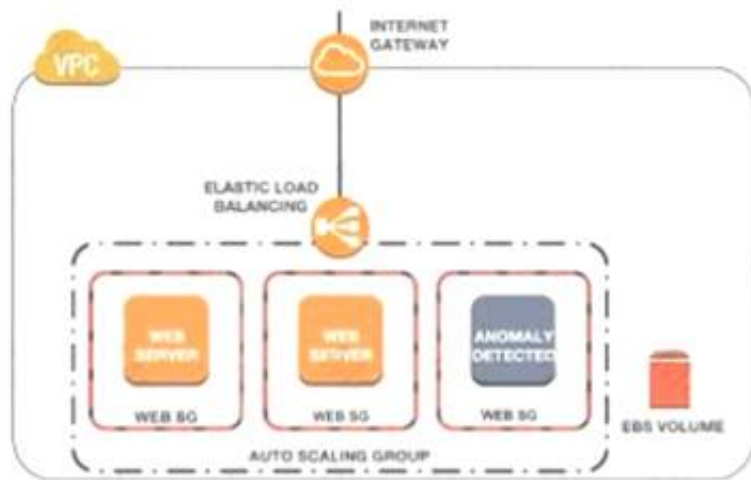 INTERNET
GATEWAY
VPC
ELASTIC LOAD
BALANCING
WEB
SERVER
WEB
SERVER
ANOMALY
DETECTED
WEB SG
WEB SG
WEB SG
EBS VOLUME
AUTO SCALING GROUP